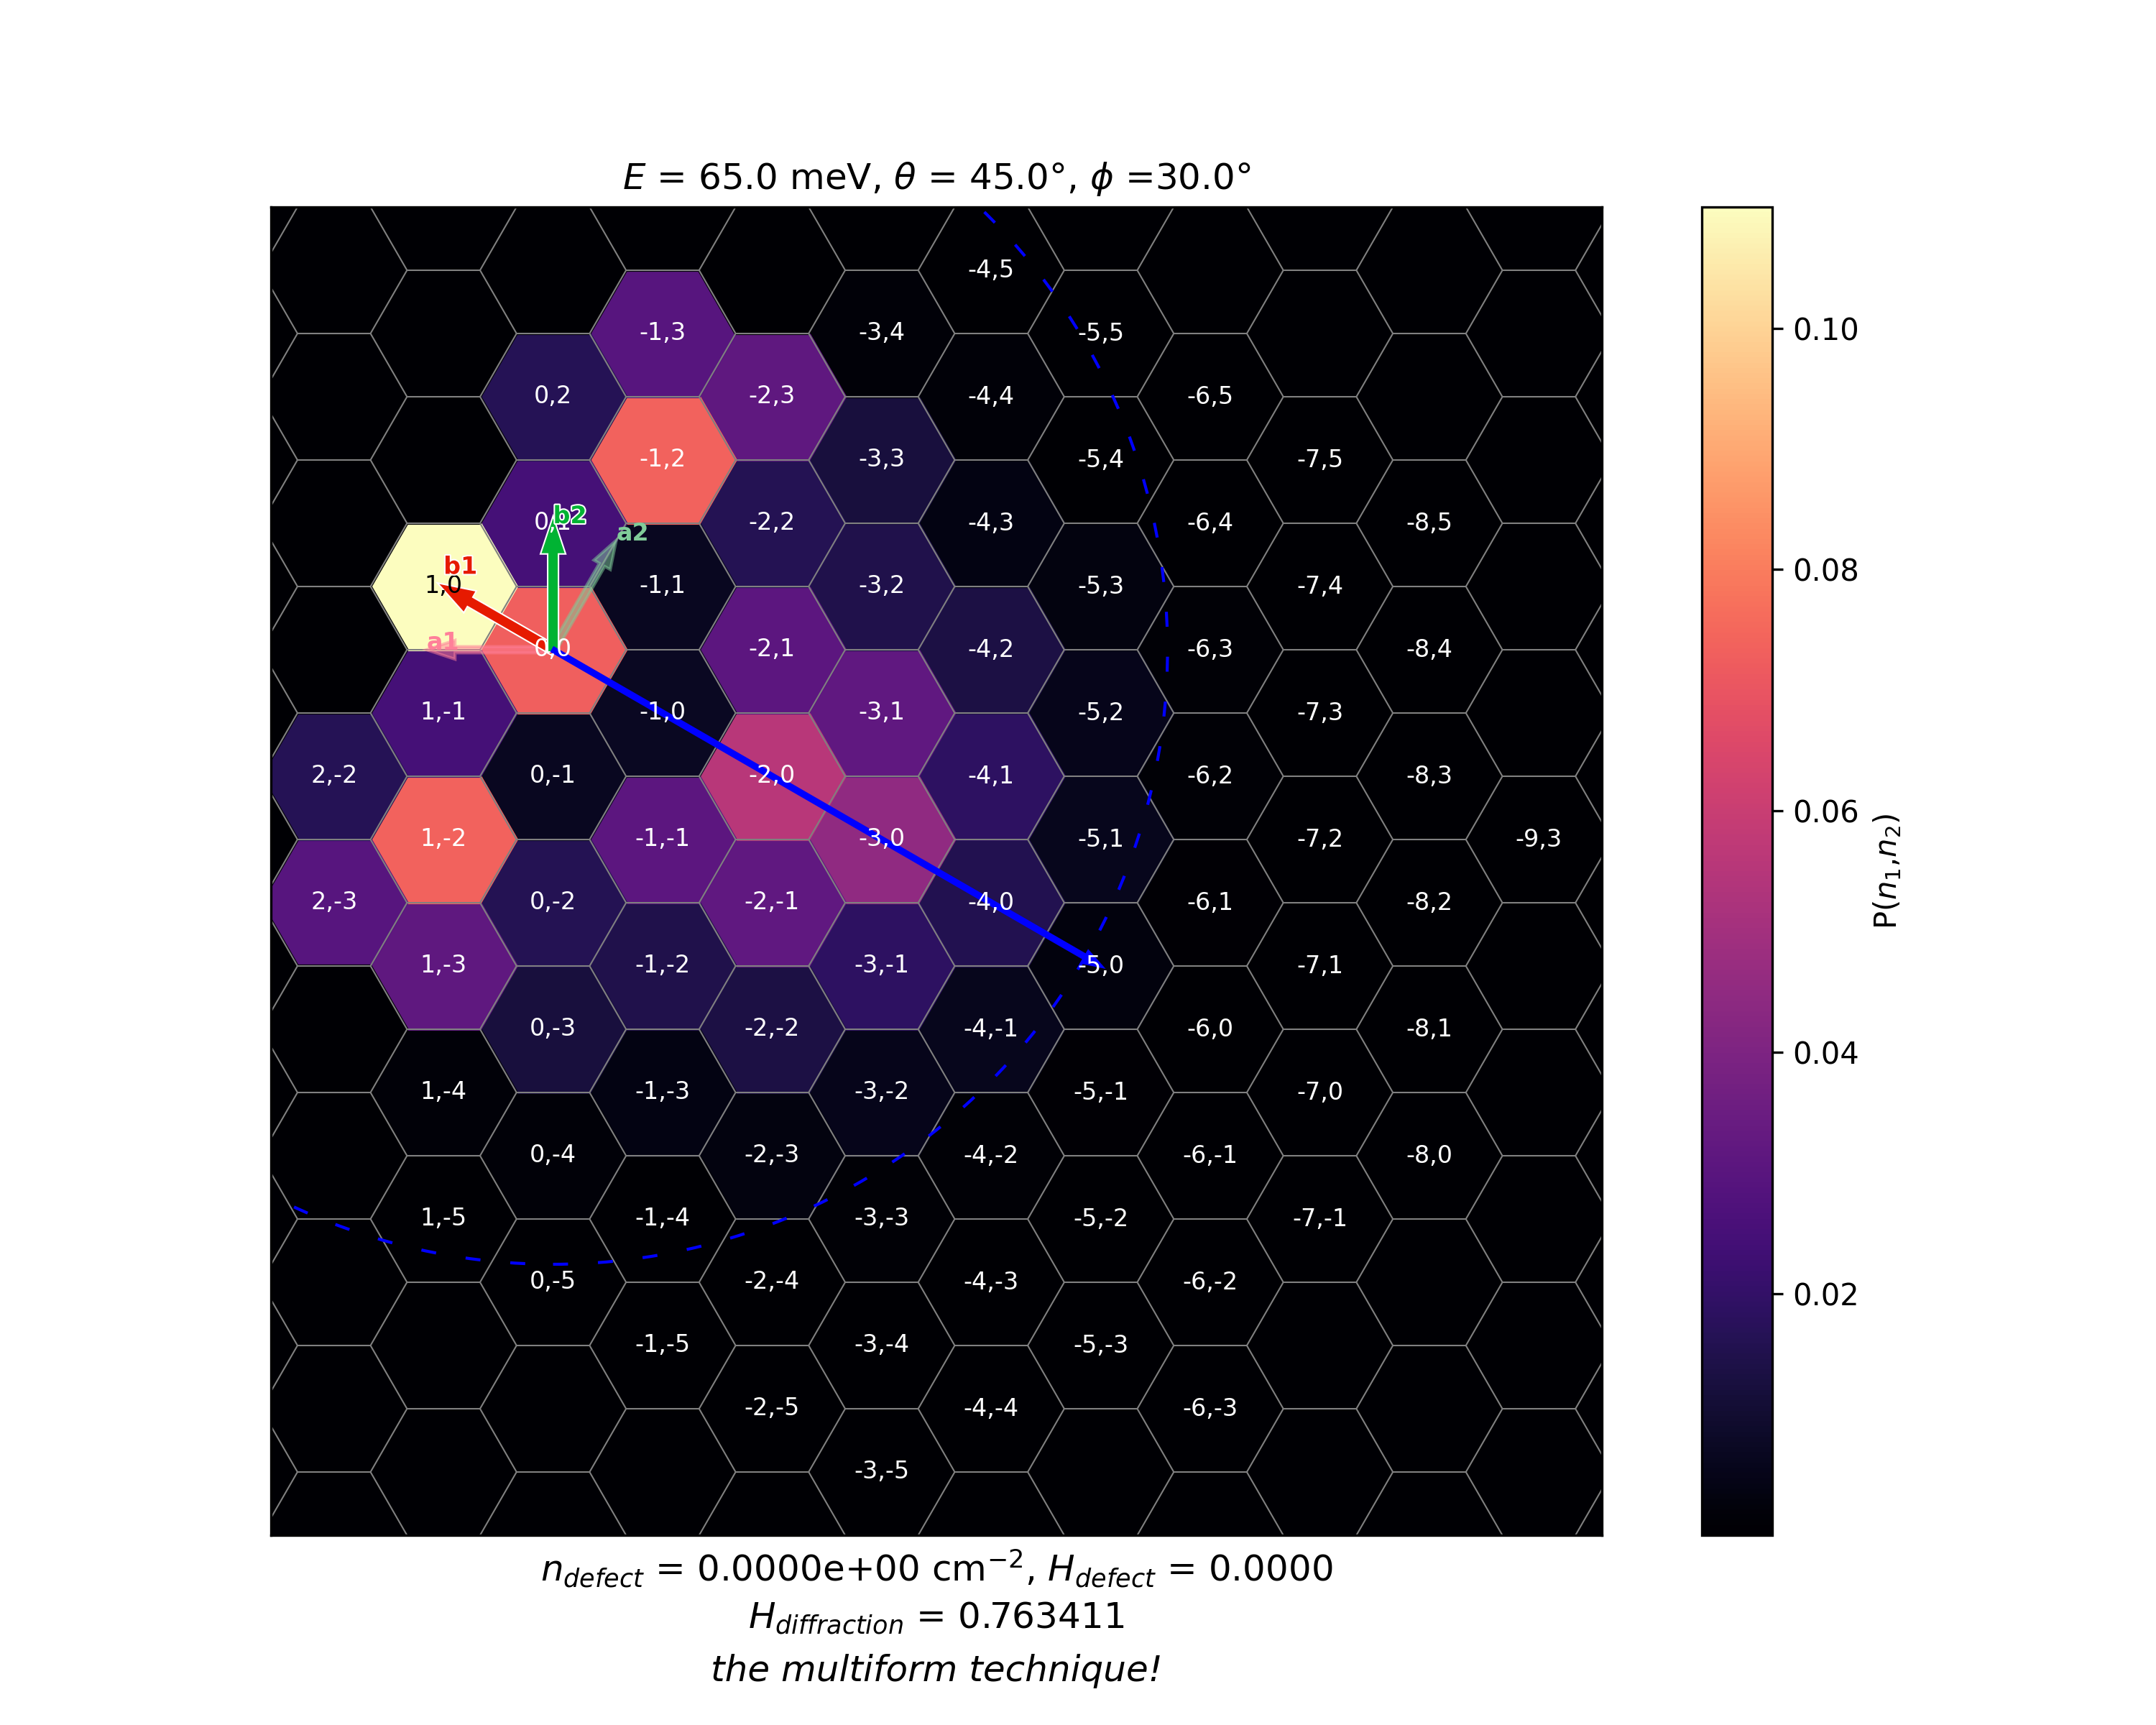 E = 65.0 meV, θ = 45.0°, ϕ =30.0°
-4,5
-1,3 -3,4 -5,5
0,2 -2,3 -4,4 -6,5
-1,2 -3,3 -5,4 -7,5
0,1 b2 a2 -2,2 -4,3 -6,4 -8,5
b1 1,0 -1,1 -3,2 -5,3 -7,4
a1 0,0 -2,1 -4,2 -6,3 -8,4
1,-1 -1,0 -3,1 -5,2 -7,3
2,-2 0,-1 -2,0 -4,1 -6,2 -8,3
1,-2 -1,-1 -3,0 -5,1 -7,2 -9,3
2,-3 0,-2 -2,-1 -4,0 -6,1 -8,2
1,-3 -1,-2 -3,-1 -5,0 -7,1
0,-3 -2,-2 -4,-1 -6,0 -8,1
1,-4 -1,-3 -3,-2 -5,-1 -7,0
0,-4 -2,-3 -4,-2 -6,-1 -8,0
1,-5 -1,-4 -3,-3 -5,-2 -7,-1
0,-5 -2,-4 -4,-3 -6,-2
-1,-5 -3,-4 -5,-3
-2,-5 -4,-4 -6,-3
-3,-5
0.10
0.08
0.06
0.04
0.02
P(n₁,n₂)
n_defect = 0.0000e+00 cm⁻², H_defect = 0.0000
H_diffraction = 0.763411
the multiform technique!